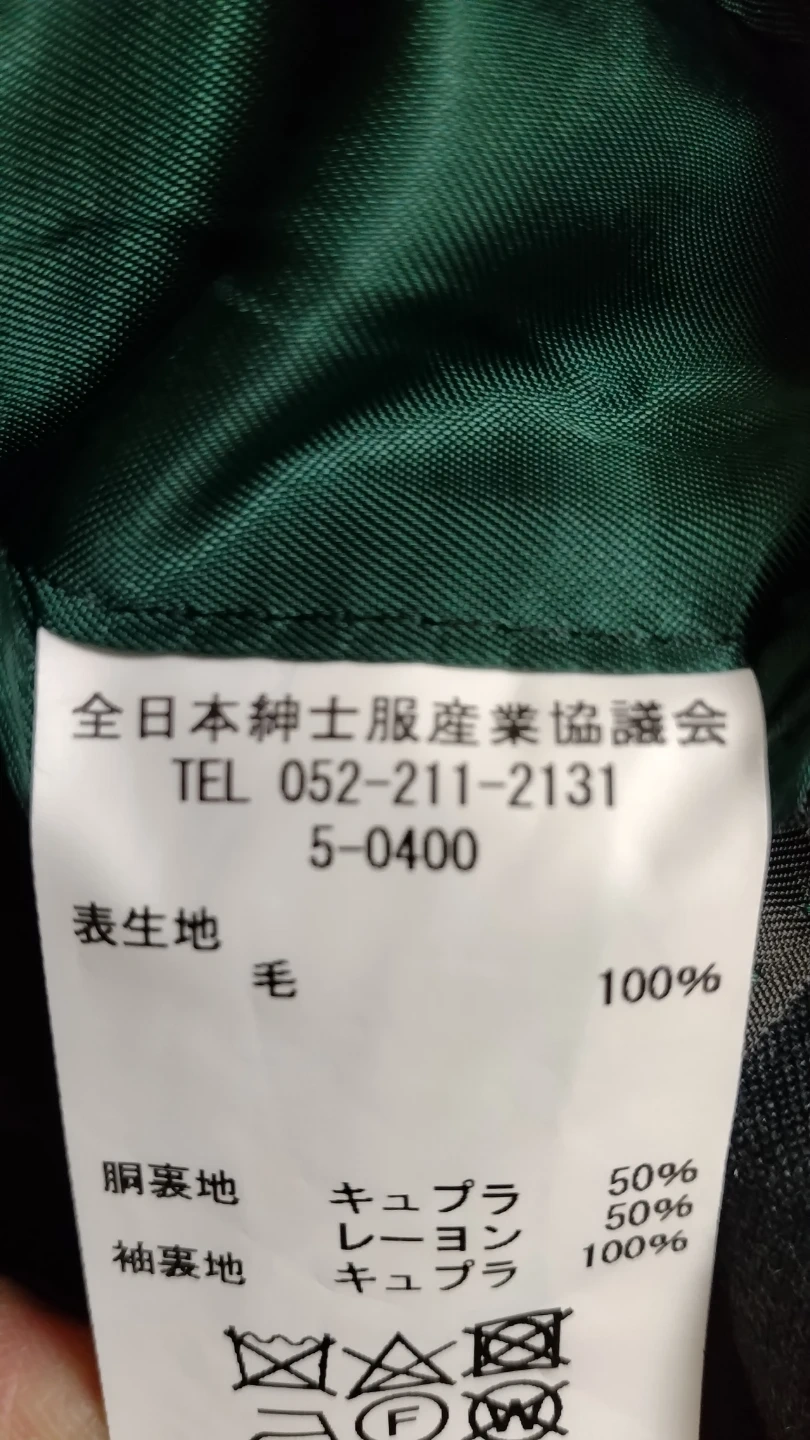 全日本紳士服産業協議会
TEL 052-211-2131
5-0400
表生地
毛 100%
胴裏地 キュプラ 50%
レーヨン 50%
袖裏地 キュプラ 100%
F
W